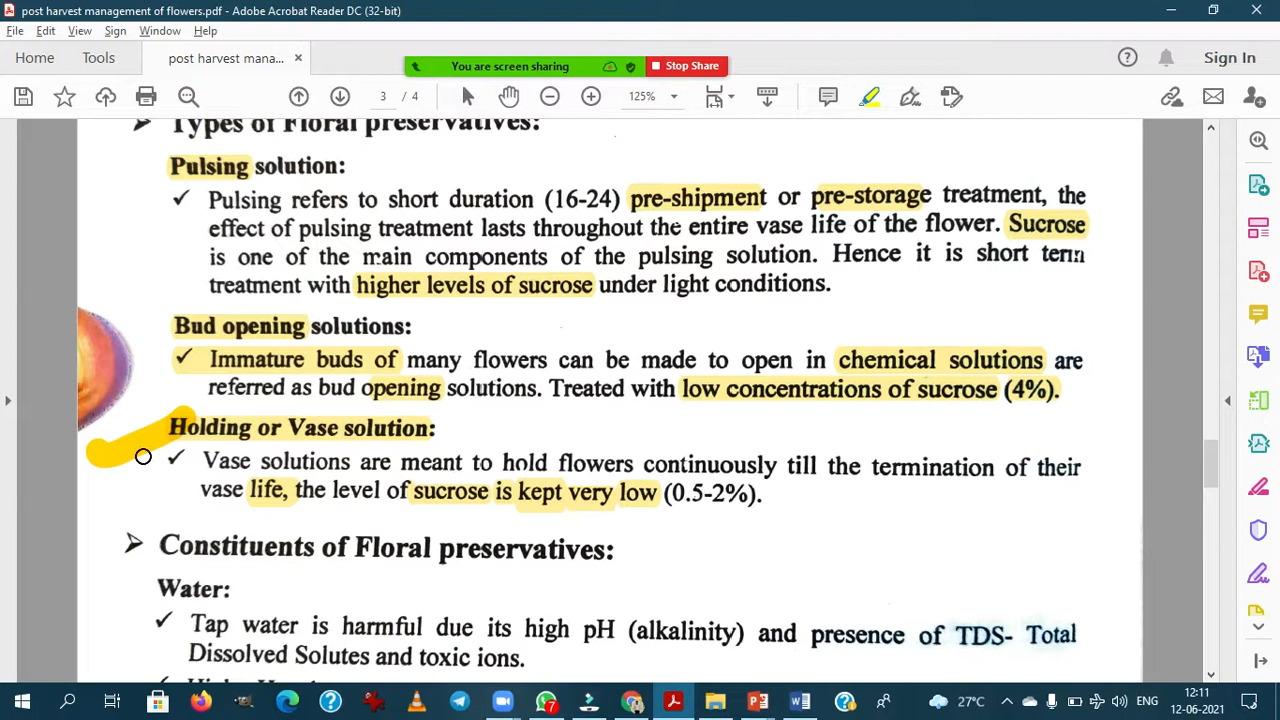 post harvest management of flowers.pdf - Adobe Acrobat Reader DC (32-bit)
File Edit View Sign Window Help
Home Tools post harvest mana... × Sign In
You are screen sharing Stop Share
3 / 4 125%
Types of Floral preservatives:
Pulsing solution:
✓ Pulsing refers to short duration (16-24) pre-shipment or pre-storage treatment, the
effect of pulsing treatment lasts throughout the entire vase life of the flower. Sucrose
is one of the main components of the pulsing solution. Hence it is short term
treatment with higher levels of sucrose under light conditions.
Bud opening solutions:
✓ Immature buds of many flowers can be made to open in chemical solutions are
referred as bud opening solutions. Treated with low concentrations of sucrose (4%).
Holding or Vase solution:
✓ Vase solutions are meant to hold flowers continuously till the termination of their
vase life, the level of sucrose is kept very low (0.5-2%).
Constituents of Floral preservatives:
Water:
✓ Tap water is harmful due its high pH (alkalinity) and presence of TDS- Total
Dissolved Solutes and toxic ions.
7 27°C ENG 12:11
12-06-2021